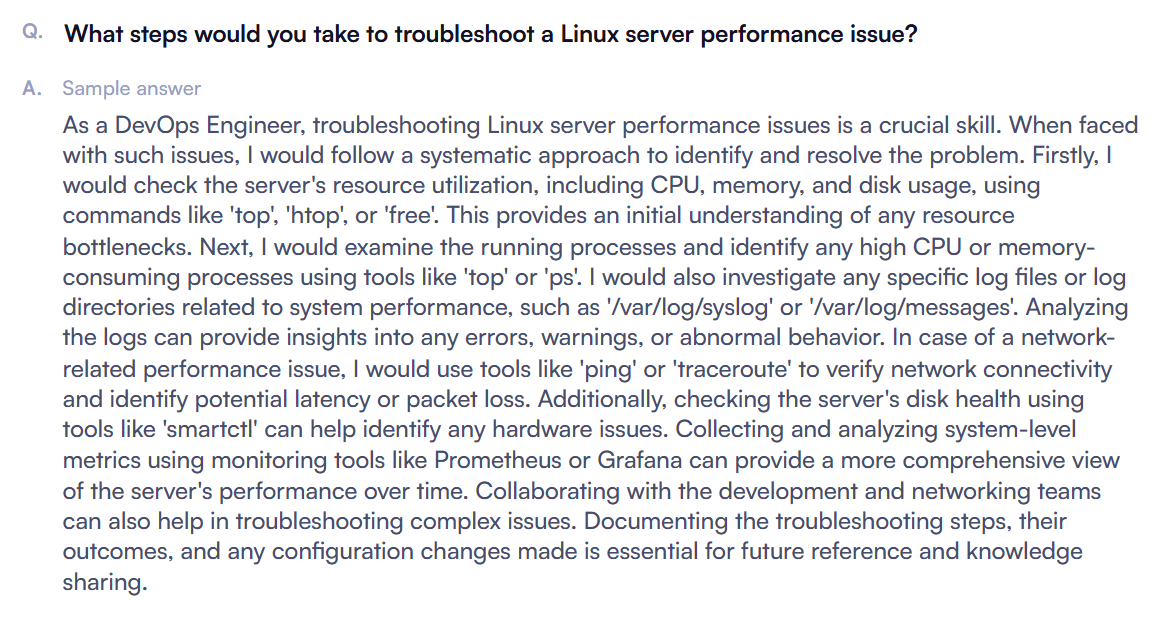 Q. What steps would you take to troubleshoot a Linux server performance issue?
A. Sample answer
As a DevOps Engineer, troubleshooting Linux server performance issues is a crucial skill. When faced
with such issues, I would follow a systematic approach to identify and resolve the problem. Firstly, I
would check the server's resource utilization, including CPU, memory, and disk usage, using
commands like 'top', 'htop', or 'free'. This provides an initial understanding of any resource
bottlenecks. Next, I would examine the running processes and identify any high CPU or memory-
consuming processes using tools like 'top' or 'ps'. I would also investigate any specific log files or log
directories related to system performance, such as '/var/log/syslog' or '/var/log/messages'. Analyzing
the logs can provide insights into any errors, warnings, or abnormal behavior. In case of a network-
related performance issue, I would use tools like 'ping' or 'traceroute' to verify network connectivity
and identify potential latency or packet loss. Additionally, checking the server's disk health using
tools like 'smartctl' can help identify any hardware issues. Collecting and analyzing system-level
metrics using monitoring tools like Prometheus or Grafana can provide a more comprehensive view
of the server's performance over time. Collaborating with the development and networking teams
can also help in troubleshooting complex issues. Documenting the troubleshooting steps, their
outcomes, and any configuration changes made is essential for future reference and knowledge
sharing.